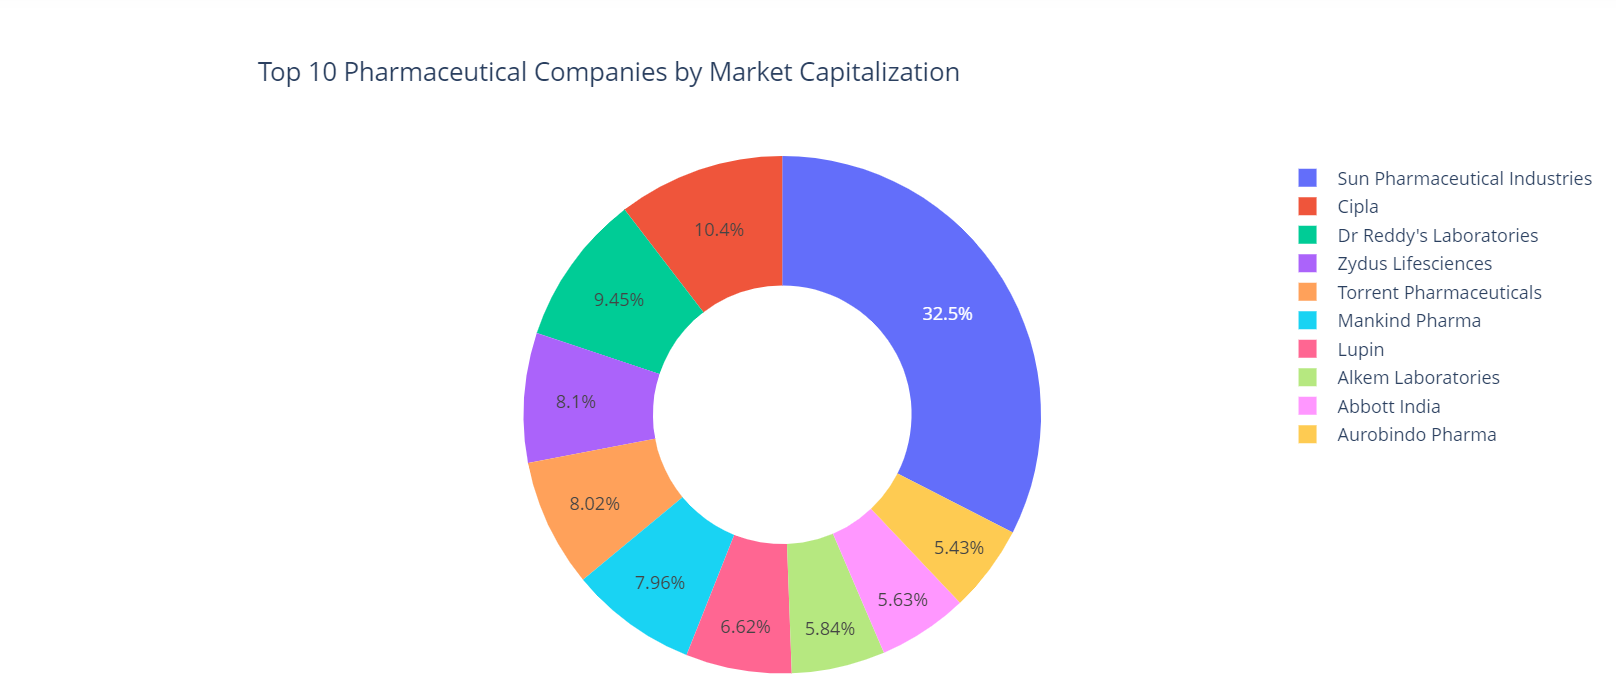 Top 10 Pharmaceutical Companies by Market Capitalization
10.4%
32.5%
9.45%
8.1%
8.02%
7.96%
6.62%
5.84%
5.63%
5.43%
Sun Pharmaceutical Industries
Cipla
Dr Reddy's Laboratories
Zydus Lifesciences
Torrent Pharmaceuticals
Mankind Pharma
Lupin
Alkem Laboratories
Abbott India
Aurobindo Pharma